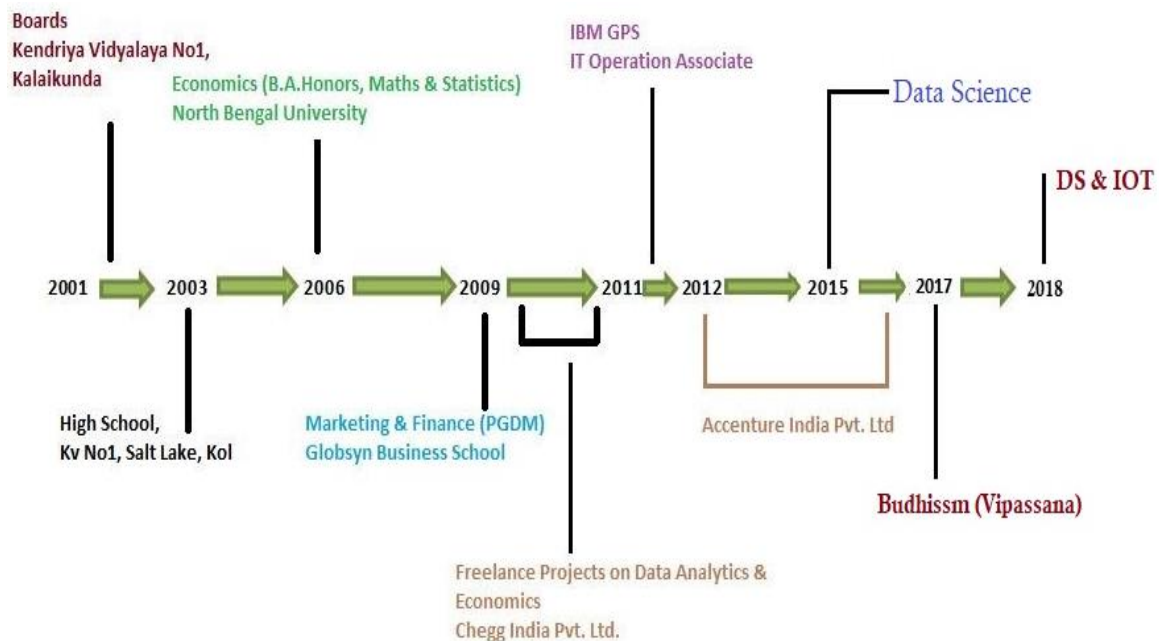 Boards
Kendriya Vidyalaya No1,
Kalaikunda
Economics (B.A.Honors, Maths & Statistics)
North Bengal University
IBM GPS
IT Operation Associate
Data Science
DS & IOT
2001
2003
2006
2009
2011
2012
2015
2017
2018
High School,
Kv No1, Salt Lake, Kol
Marketing & Finance (PGDM)
Globsyn Business School
Accenture India Pvt. Ltd
Budhissm (Vipassana)
Freelance Projects on Data Analytics &
Economics
Chegg India Pvt. Ltd.